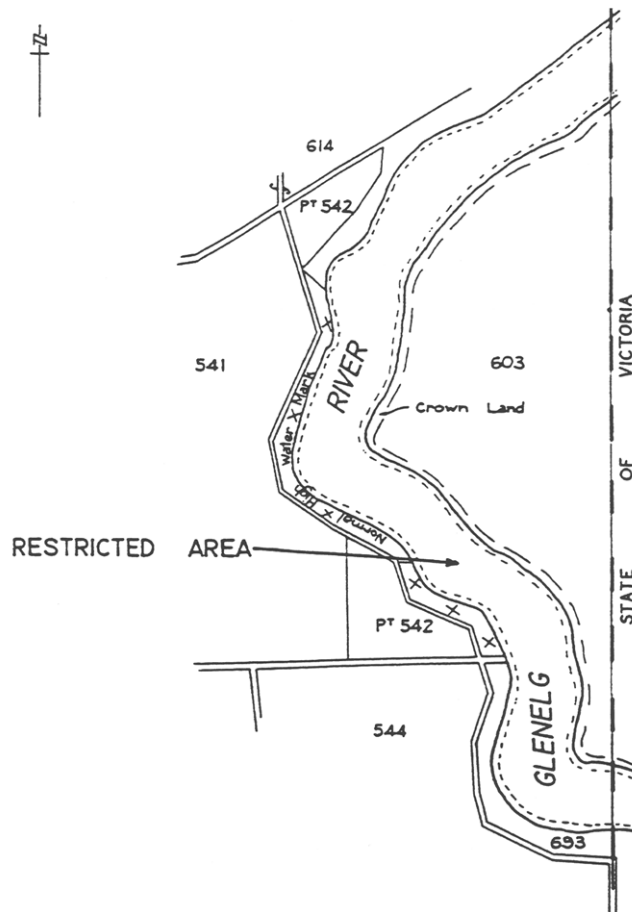 N
614
PT 542
541
603
RIVER
Crown Land
Normal High Water Mark
RESTRICTED AREA
PT 542
544
GLENELG
693
STATE OF VICTORIA